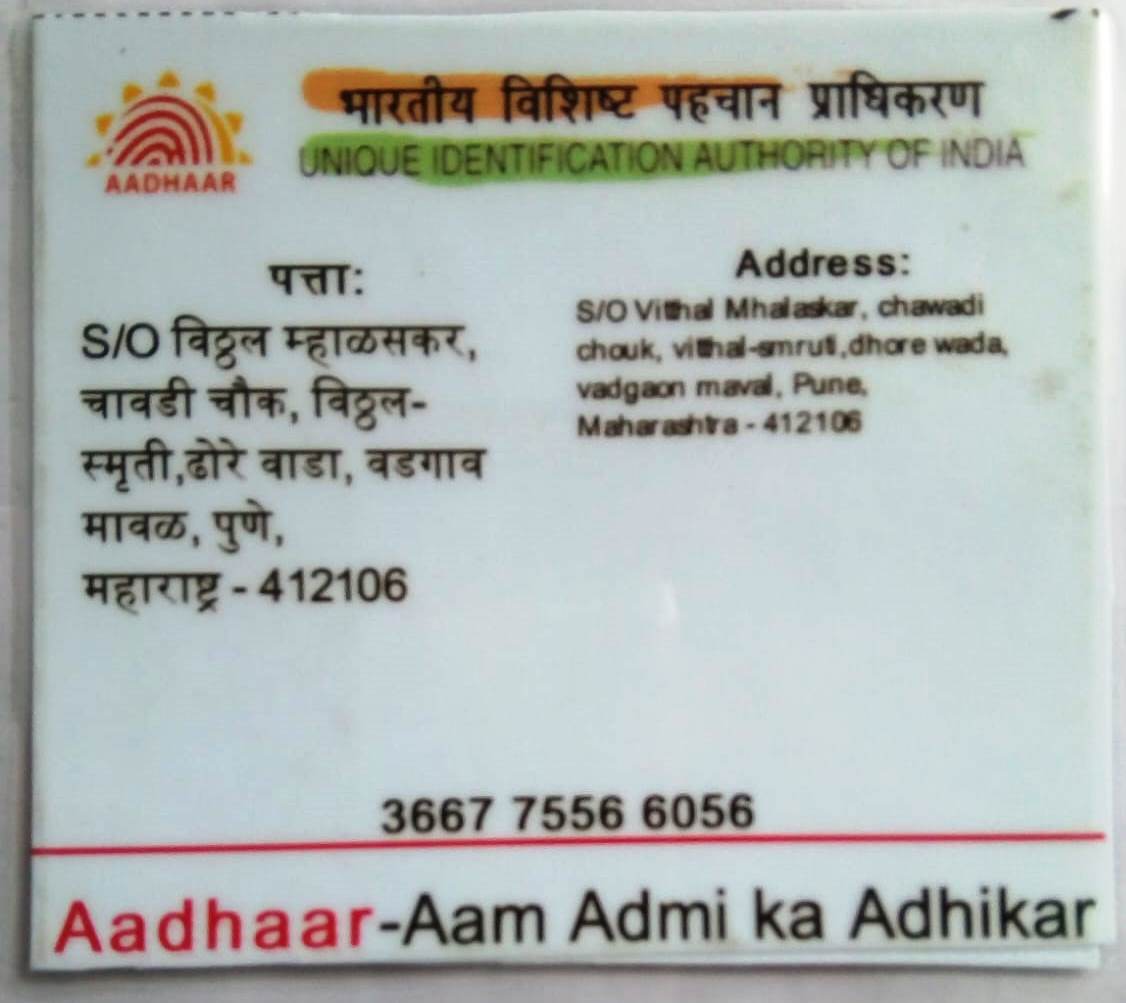 AADHAAR
भारतीय विशिष्ट पहचान प्राधिकरण
UNIQUE IDENTIFICATION AUTHORITY OF INDIA
पत्ता:
S/O विठ्ठल म्हाळसकर,
चावडी चौक, विठ्ठल-
स्मृती,ढोरे वाडा, वडगाव
मावळ, पुणे,
महाराष्ट्र - 412106
Address:
S/O Vitthal Mhalaskar, chawadi
chouk, vitthal-smruti,dhore wada,
vadgaon maval, Pune,
Maharashtra - 412106
3667 7556 6056
Aadhaar-Aam Admi ka Adhikar